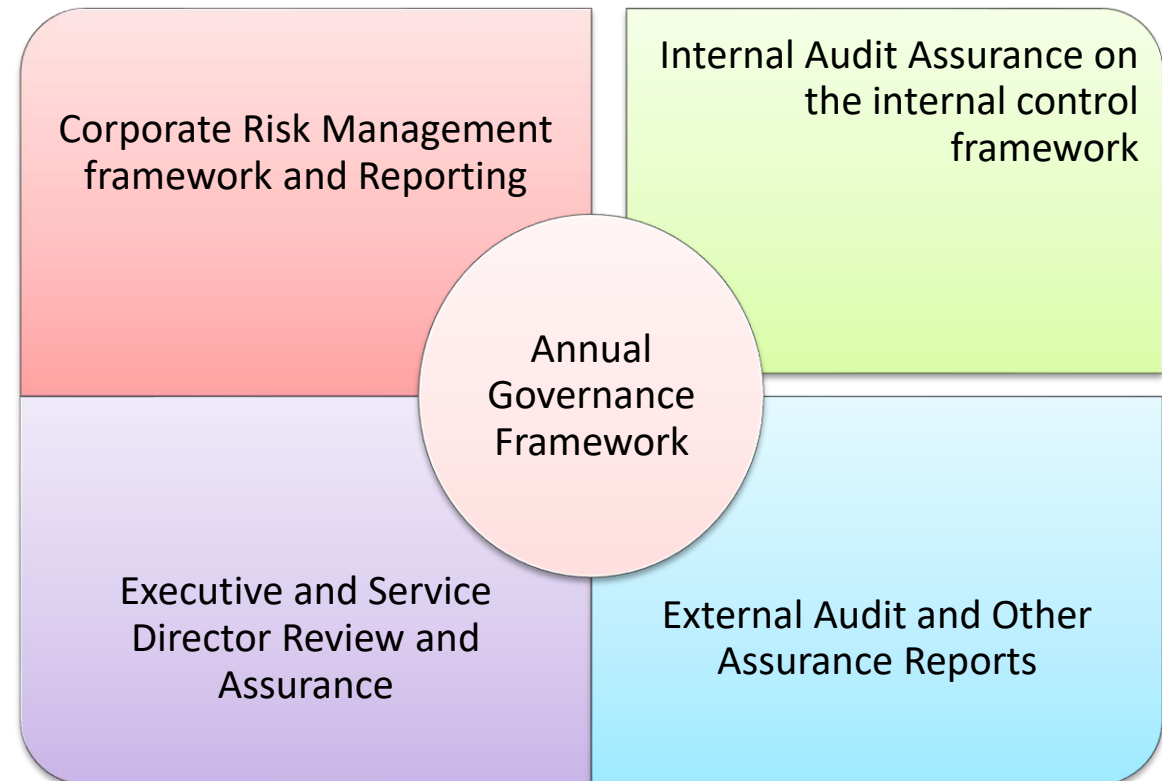 Corporate Risk Management
framework and Reporting
Internal Audit Assurance on
the internal control
framework
Annual
Governance
Framework
Executive and Service
Director Review and
Assurance
External Audit and Other
Assurance Reports